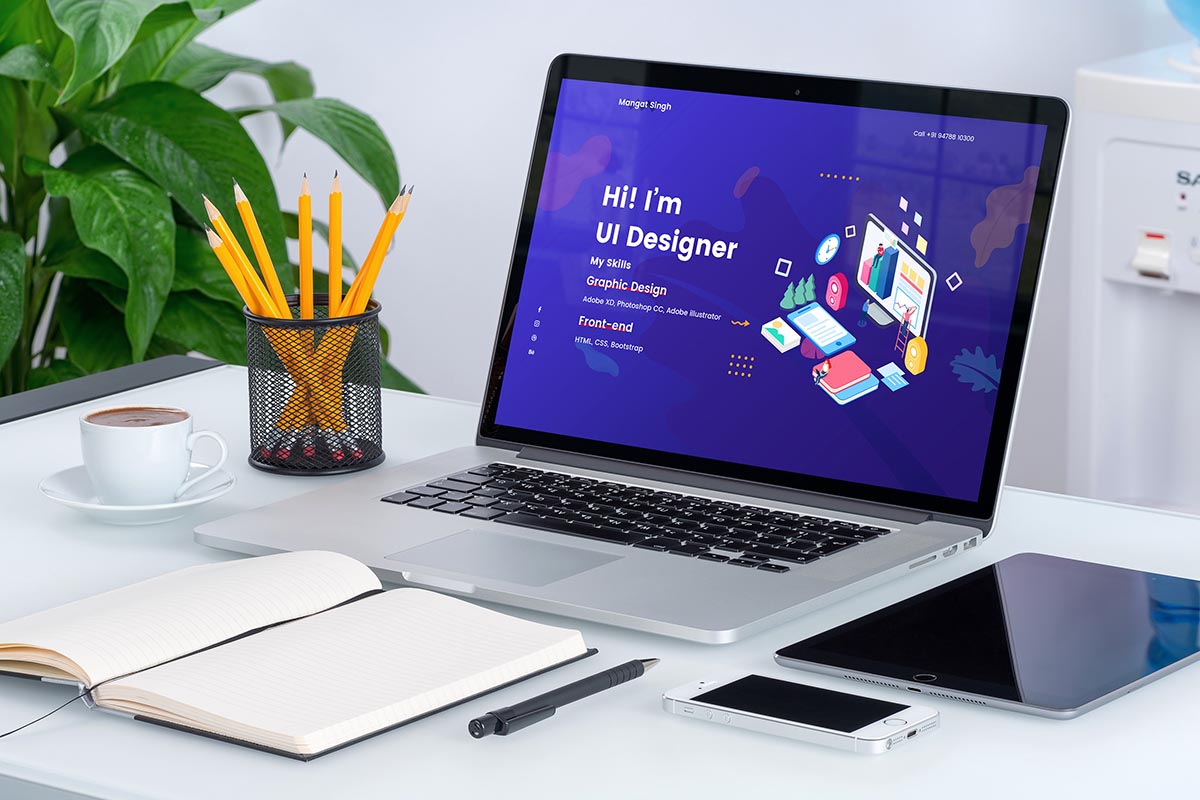 Mangat Singh
Call +91 94788 10300
Hi! I'm
UI Designer
My Skills
Graphic Design
Adobe XD, Photoshop CC, Adobe illustrator
Front-end
HTML, CSS, Bootstrap
Bē
SA